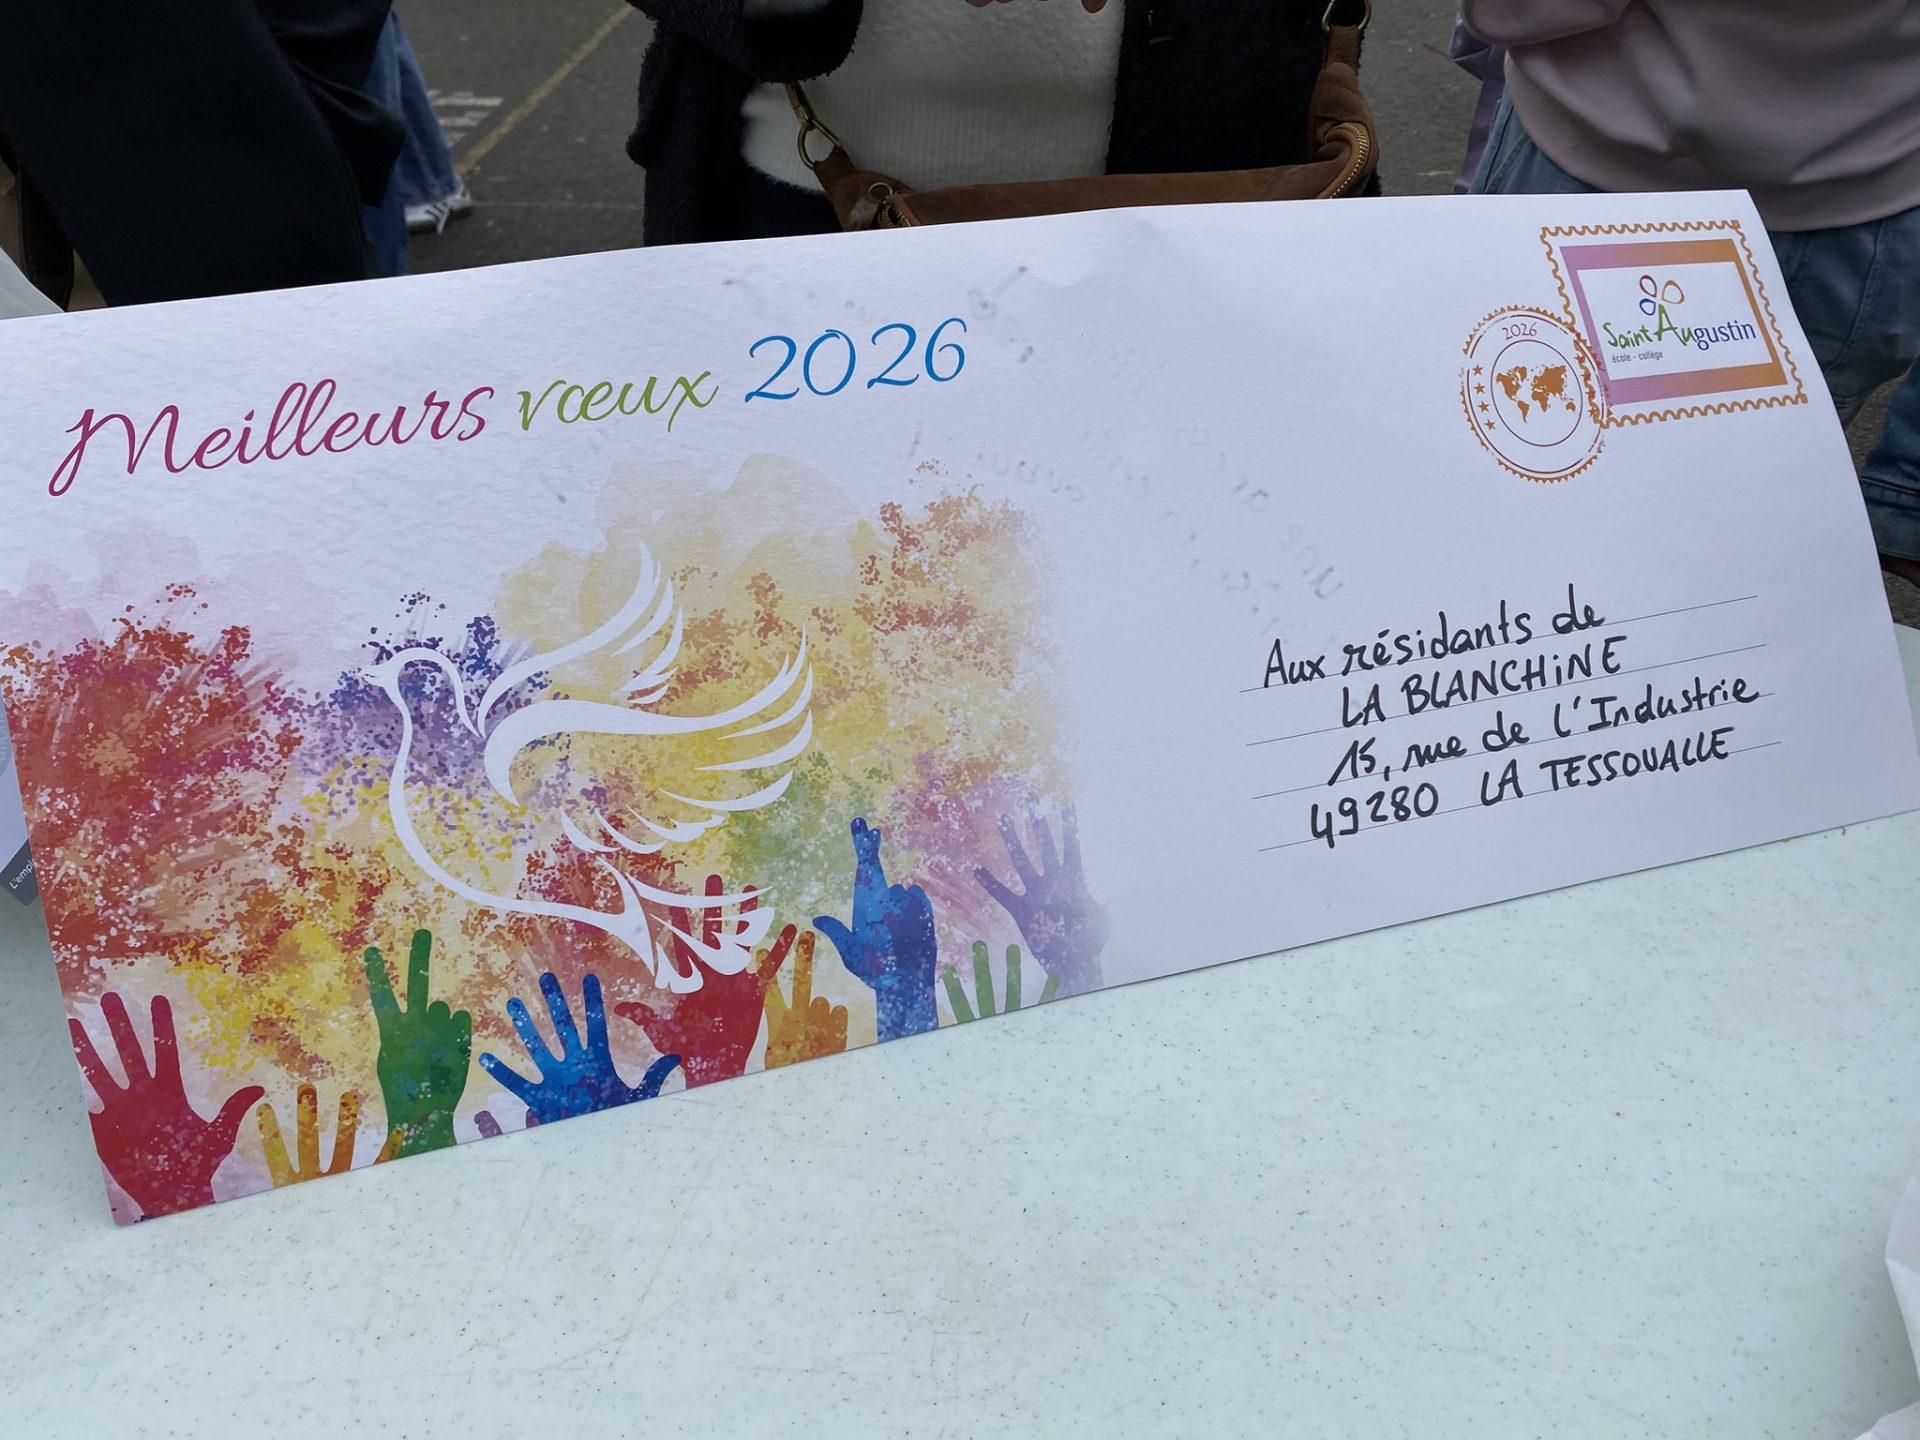 Meilleurs vœux 2026
2026
Saint Augustin
école - collège
Aux résidants de
LA BLANCHiNE
15, rue de l'Industrie
49280 LA TESSOUALLE
L'empl